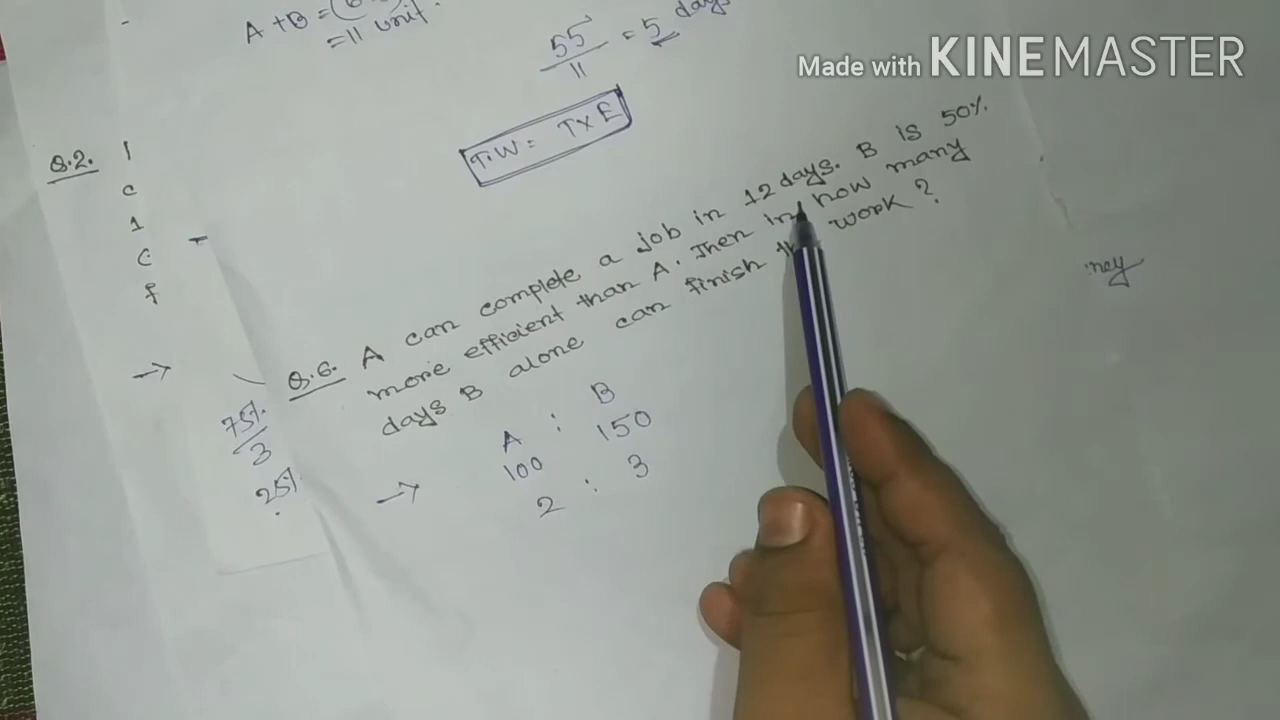 A + B =
= 11 unit.
55/11 = 5 days
Made with KINEMASTER
T.W = T × E
Q.2. 1
c
1
c
f
Q.6. A can complete a job in 12 days. B is 50%
more efficient than A. Then in how many
days B alone can finish the work?
75%/3
25%
→ A : B
100 150
2 : 3